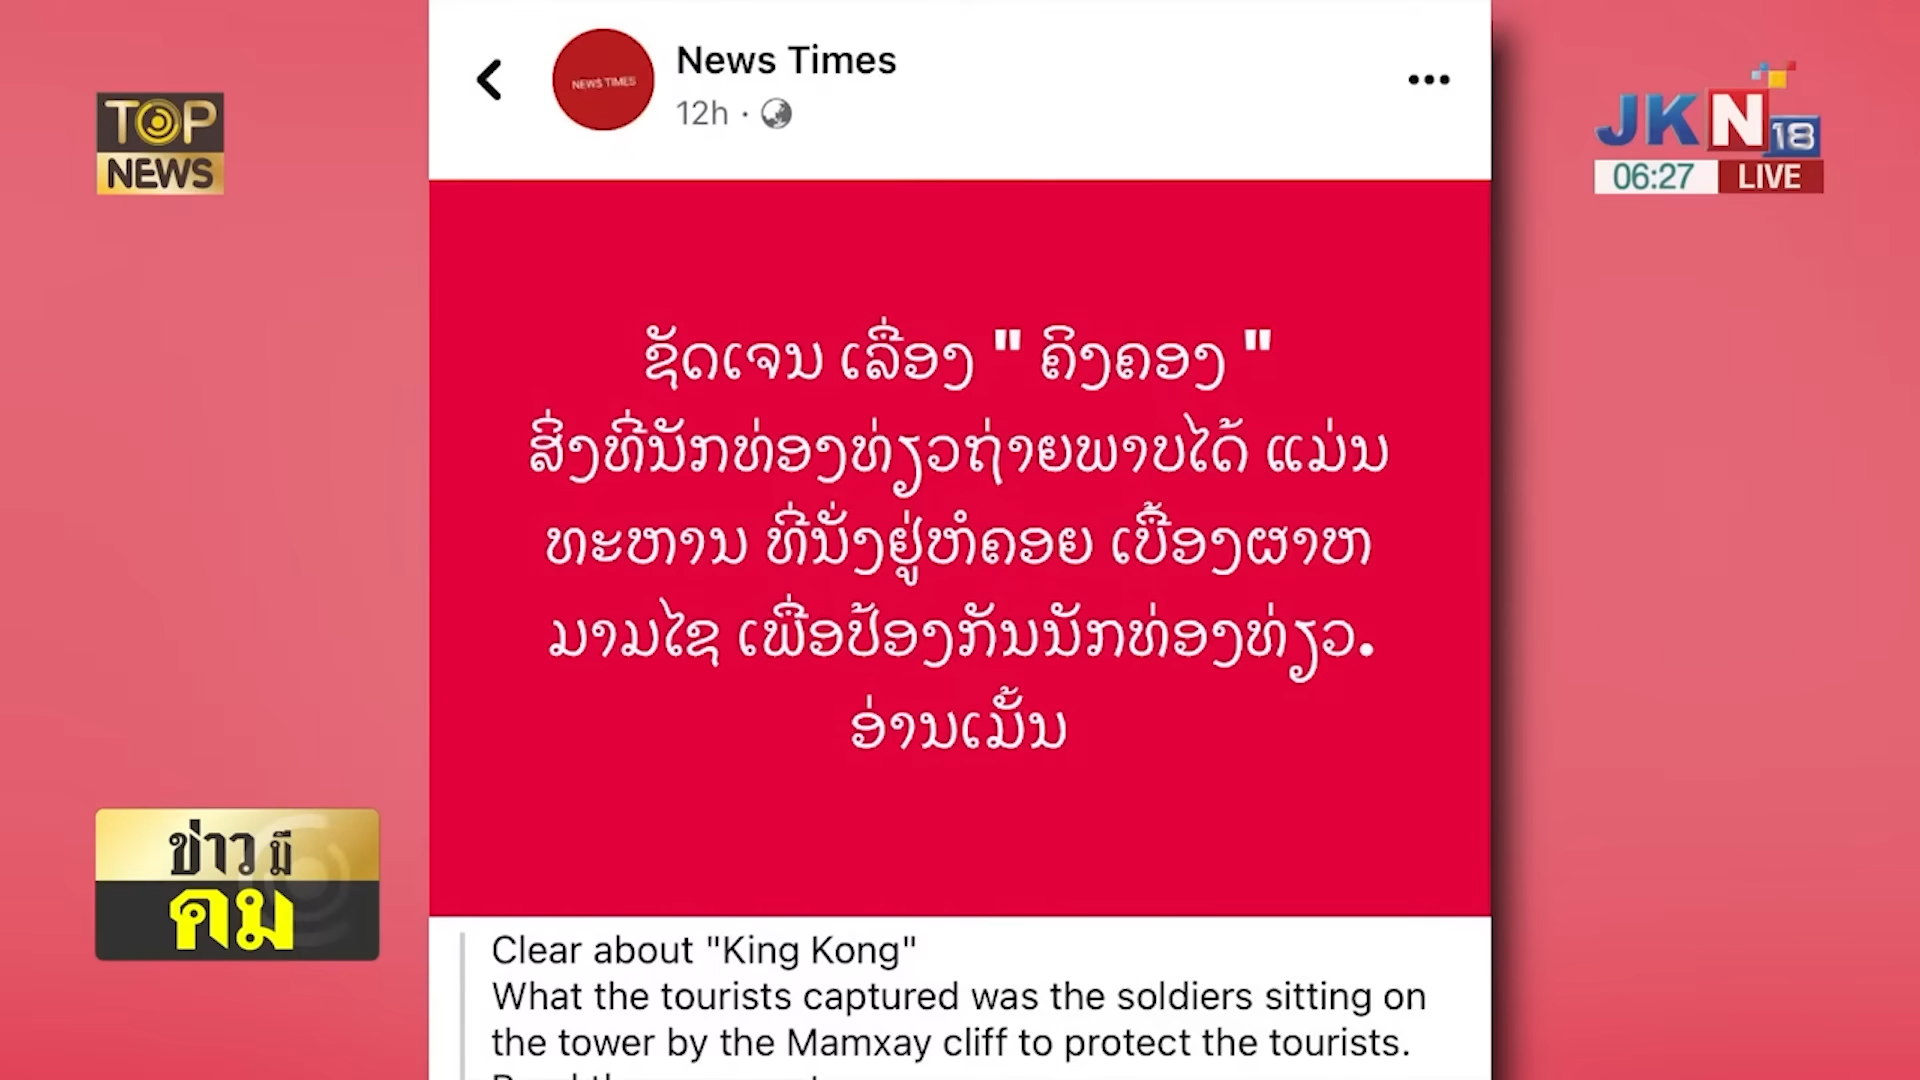 News Times
NEWS TIMES
12h
TOP
NEWS
JKN18
06:27 LIVE
ຊັດເຈນ ເລື່ອງ " ຄິງຄອງ "
ສິ່ງທີ່ນັກທ່ອງທ່ຽວຖ່າຍພາບໄດ້ ແມ່ນ
ທະຫານ ທີ່ນັ່ງຢູ່ຫໍຄອຍ ເບື້ອງຜາຫ
ມາມໄຊ ເພື່ອປ້ອງກັນນັກທ່ອງທ່ຽວ.
ອ່ານເມັ້ນ
ข่าวมี
คม
Clear about "King Kong"
What the tourists captured was the soldiers sitting on
the tower by the Mamxay cliff to protect the tourists.